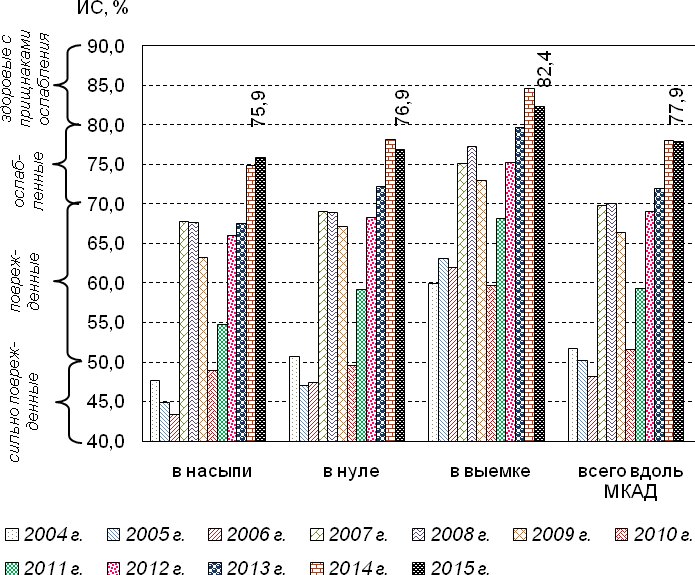 ИС, %
90,0
85,0
80,0
75,0
70,0
65,0
60,0
55,0
50,0
45,0
40,0
здоровые с
прищнаками
ослабления
ослаб-
ленные
повреж-
денные
сильно повреж-
денные
75,9
76,9
82,4
77,9
в насыпи
в нуле
в выемке
всего вдоль
МКАД
2004 г. 2005 г. 2006 г. 2007 г. 2008 г. 2009 г. 2010 г.
2011 г. 2012 г. 2013 г. 2014 г. 2015 г.